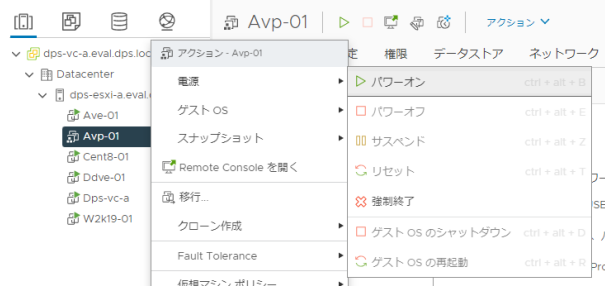 Avp-01
アクション
dps-vc-a.eval.dps.loc
アクション - Avp-01
権限
データストア
ネットワーク
Datacenter
電源
パワーオン
ctrl + alt + B
dps-esxi-a.eval.
ゲスト OS
パワーオフ
ctrl + alt + E
Ave-01
スナップショット
サスペンド
ctrl + alt + Z
Avp-01
Remote Console を開く
リセット
ctrl + alt + T
Cent8-01
移行...
強制終了
Ddve-01
クローン作成
ゲスト OS のシャットダウン
ctrl + alt + D
Dps-vc-a
Fault Tolerance
ゲスト OS の再起動
ctrl + alt + R
W2k19-01
仮想マシン ポリシー